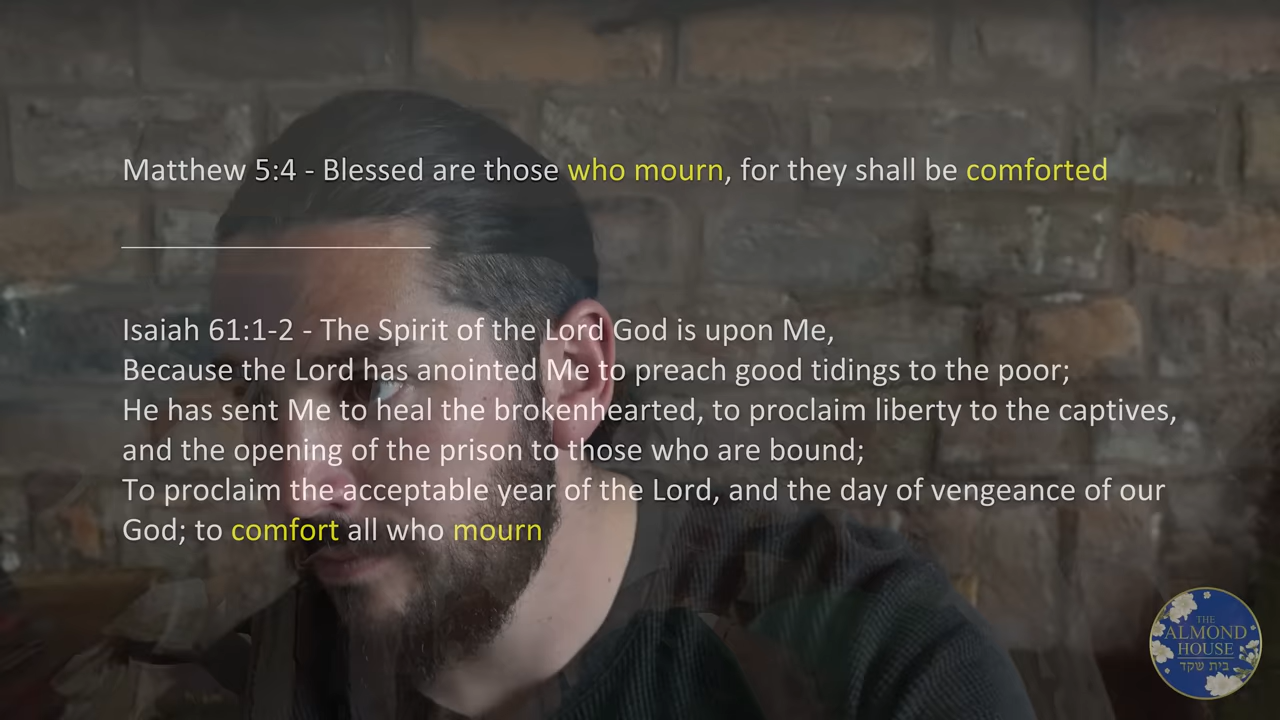 Matthew 5:4 - Blessed are those who mourn, for they shall be comforted
Isaiah 61:1-2 - The Spirit of the Lord God is upon Me,
Because the Lord has anointed Me to preach good tidings to the poor;
He has sent Me to heal the brokenhearted, to proclaim liberty to the captives,
and the opening of the prison to those who are bound;
To proclaim the acceptable year of the Lord, and the day of vengeance of our
God; to comfort all who mourn
THE
ALMOND
HOUSE
בית שקד